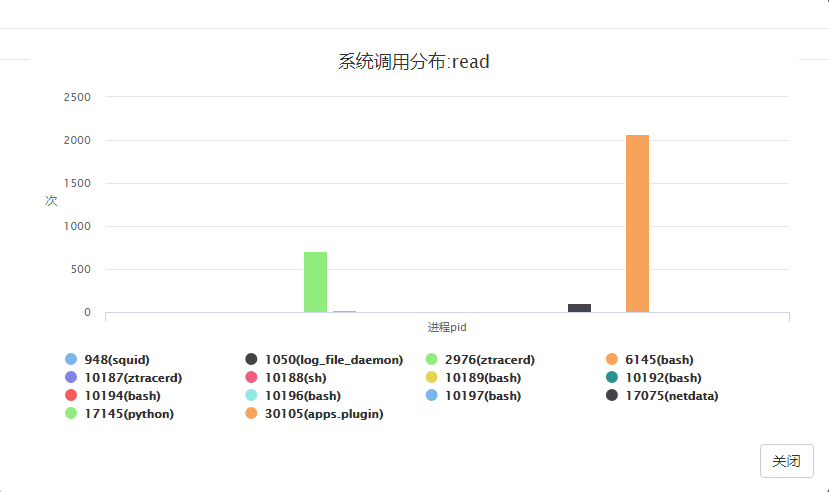 系统调用分布:read
2500
2000
1500
1000
500
0
次
进程pid
948(squid) 1050(log_file_daemon) 2976(ztracerd) 6145(bash)
10187(ztracerd) 10188(sh) 10189(bash) 10192(bash)
10194(bash) 10196(bash) 10197(bash) 17075(netdata)
17145(python) 30105(apps.plugin)
关闭